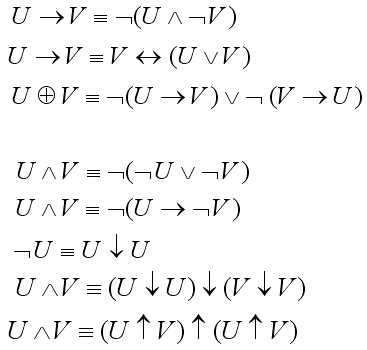 U → V ≡ ¬(U ∧ ¬V)
U → V ≡ V ↔ (U ∨ V)
U ⊕ V ≡ ¬(U → V) ∨ ¬ (V → U)
U ∧ V ≡ ¬(¬U ∨ ¬V)
U ∧ V ≡ ¬(U → ¬V)
¬U ≡ U ↓ U
U ∧ V ≡ (U ↓ U) ↓ (V ↓ V)
U ∧ V ≡ (U ↑ V) ↑ (U ↑ V)